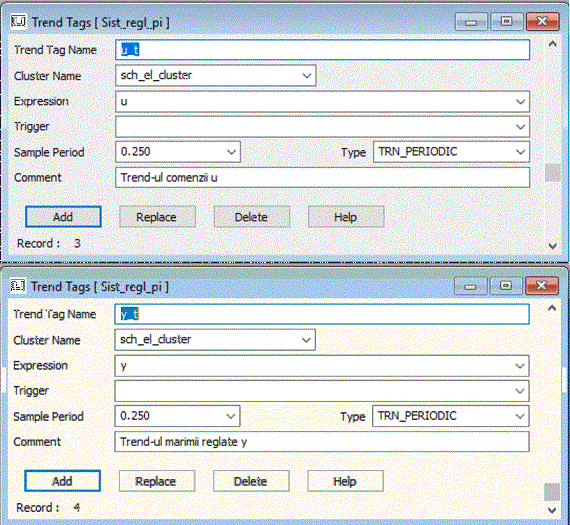 Trend Tags [ Sist_regl_pi ]
Trend Tag Name u_t
Cluster Name sch_el_cluster
Expression u
Trigger
Sample Period 0.250 Type TRN_PERIODIC
Comment Trend-ul comenzii u
Add Replace Delete Help
Record : 3
Trend Tags [ Sist_regl_pi ]
Trend Tag Name y_t
Cluster Name sch_el_cluster
Expression y
Trigger
Sample Period 0.250 Type TRN_PERIODIC
Comment Trend-ul marimii reglate y
Add Replace Delete Help
Record : 4